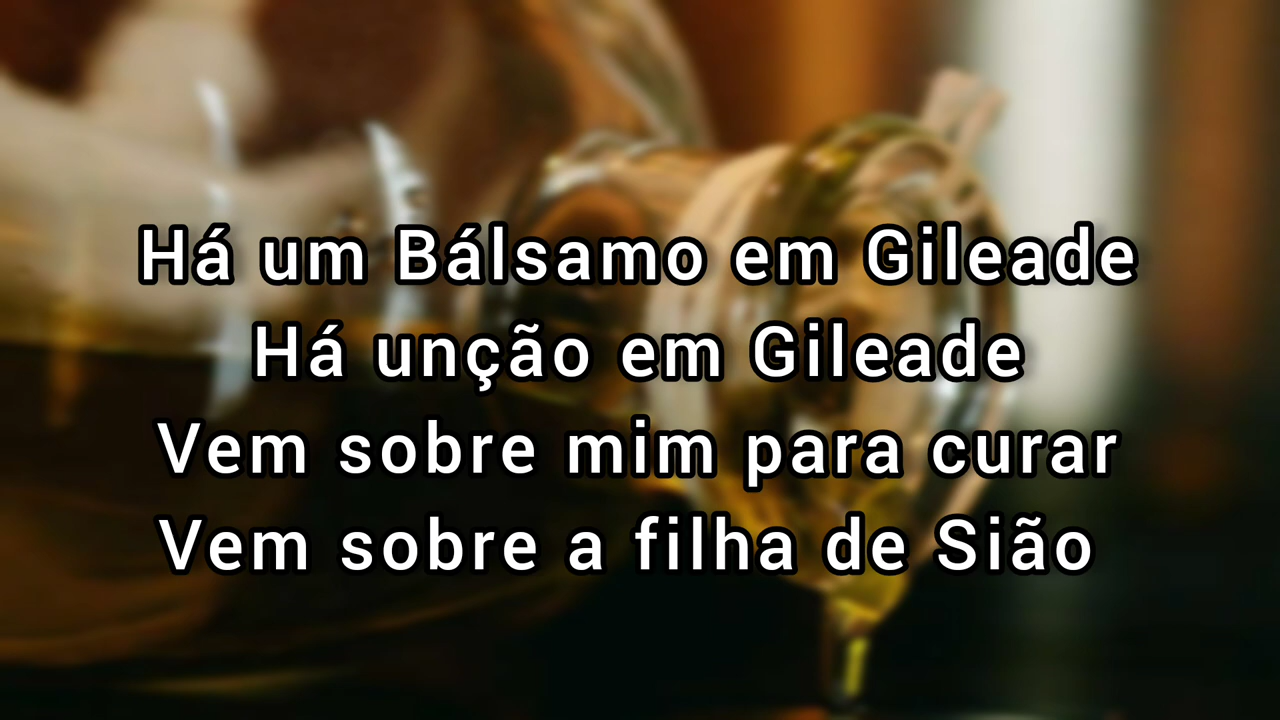 Há um Bálsamo em Gileade
Há unção em Gileade
Vem sobre mim para curar
Vem sobre a filha de Sião